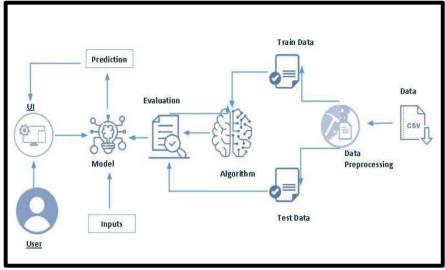 Train Data
Prediction
Data
Evaluation
UI
CSV
Model
Algorithm
Data
Preprocessing
Inputs
Test Data
User